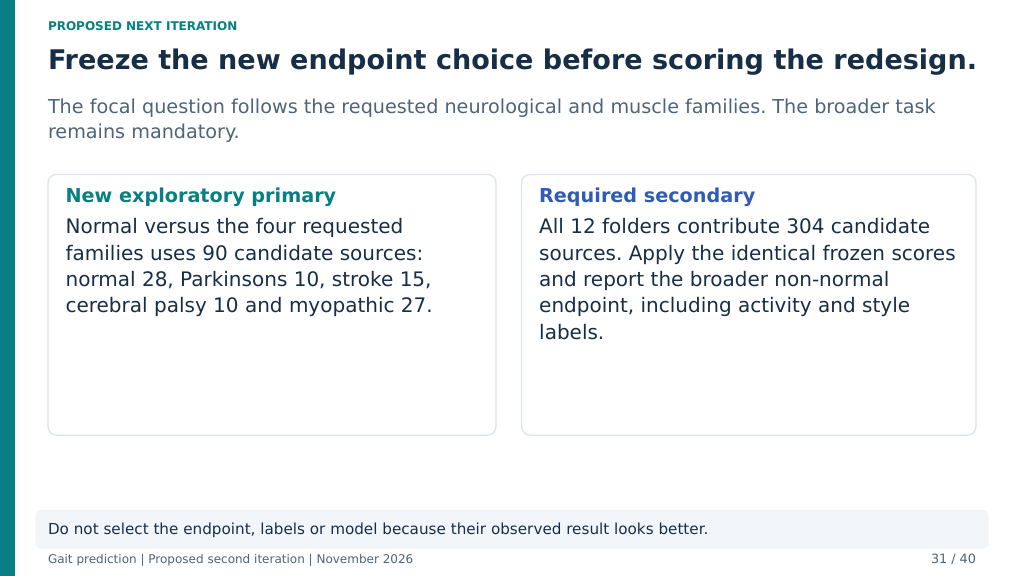 PROPOSED NEXT ITERATION
Freeze the new endpoint choice before scoring the redesign.
The focal question follows the requested neurological and muscle families. The broader task
remains mandatory.
New exploratory primary
Normal versus the four requested
families uses 90 candidate sources:
normal 28, Parkinsons 10, stroke 15,
cerebral palsy 10 and myopathic 27.
Required secondary
All 12 folders contribute 304 candidate
sources. Apply the identical frozen scores
and report the broader non-normal
endpoint, including activity and style
labels.
Do not select the endpoint, labels or model because their observed result looks better.
Gait prediction | Proposed second iteration | November 2026
31 / 40